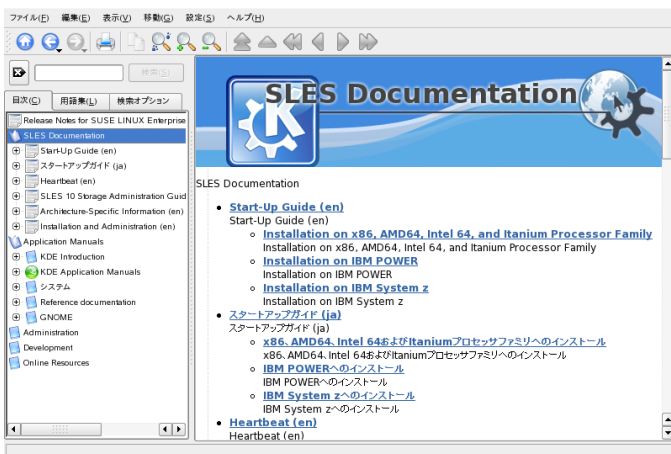 ファイル(F) 編集(E) 表示(V) 移動(G) 設定(S) ヘルプ(H)
検索(S)
目次(C) 用語集(L) 検索オプション
Release Notes for SUSE LINUX Enterprise
SLES Documentation
Start-Up Guide (en)
スタートアップガイド (ja)
Heartbeat (en)
SLES 10 Storage Administration Guid
Architecture-Specific Information (en)
Installation and Administration (en)
Application Manuals
KDE Introduction
KDE Application Manuals
システム
Reference documentation
GNOME
Administration
Development
Online Resources
SLES Documentation
SLES Documentation
Start-Up Guide (en)
Start-Up Guide (en)
Installation on x86, AMD64, Intel 64, and Itanium Processor Family
Installation on x86, AMD64, Intel 64, and Itanium Processor Family
Installation on IBM POWER
Installation on IBM POWER
Installation on IBM System z
Installation on IBM System z
スタートアップガイド (ja)
スタートアップガイド (ja)
x86、AMD64、Intel 64およびItaniumプロセッサファミリへのインストール
x86、AMD64、Intel 64およびItaniumプロセッサファミリへのインストール
IBM POWERへのインストール
IBM POWERへのインストール
IBM System zへのインストール
IBM System zへのインストール
Heartbeat (en)
Heartbeat (en)